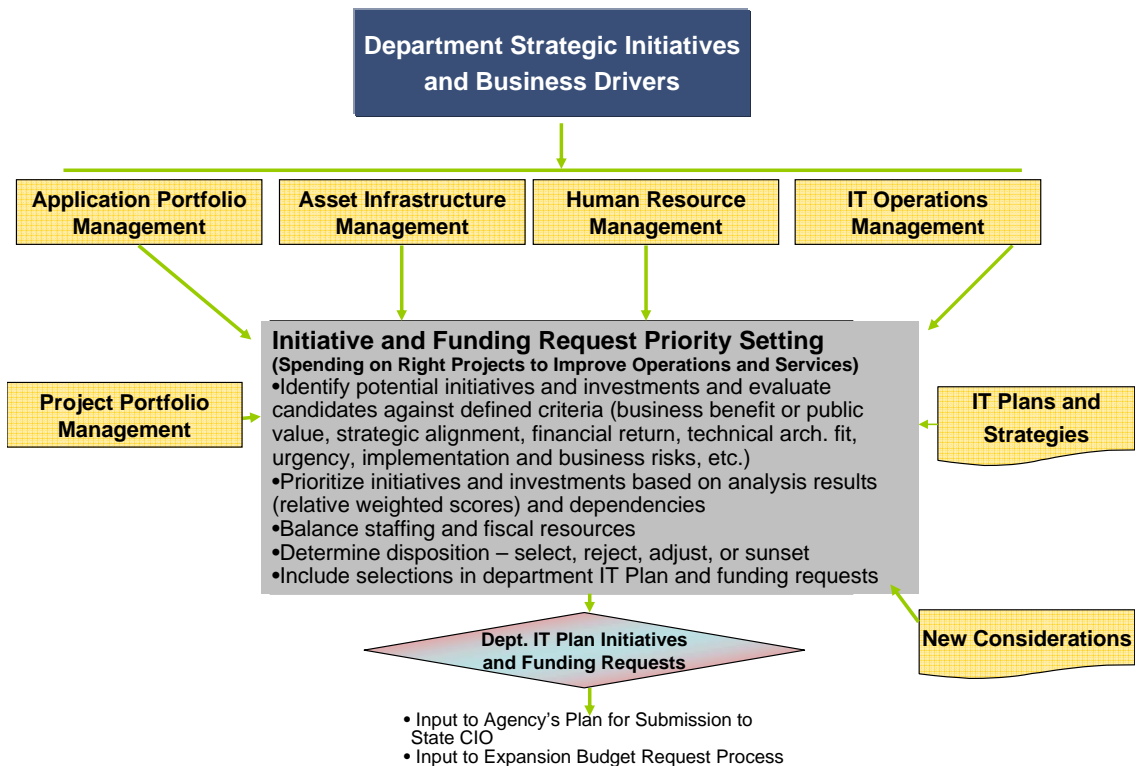 Department Strategic Initiatives
and Business Drivers
Application Portfolio
Management
Asset Infrastructure
Management
Human Resource
Management
IT Operations
Management
Initiative and Funding Request Priority Setting
(Spending on Right Projects to Improve Operations and Services)
•Identify potential initiatives and investments and evaluate
candidates against defined criteria (business benefit or public
value, strategic alignment, financial return, technical arch. fit,
urgency, implementation and business risks, etc.)
•Prioritize initiatives and investments based on analysis results
(relative weighted scores) and dependencies
•Balance staffing and fiscal resources
•Determine disposition – select, reject, adjust, or sunset
•Include selections in department IT Plan and funding requests
Project Portfolio
Management
IT Plans and
Strategies
New Considerations
Dept. IT Plan Initiatives
and Funding Requests
• Input to Agency’s Plan for Submission to
State CIO
• Input to Expansion Budget Request Process